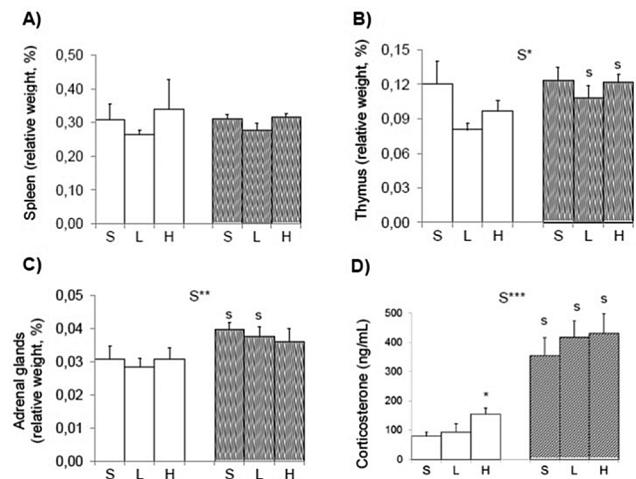 A)
Spleen (relative weight, %)
0,50
0,40
0,30
0,20
0,10
0,00
S L H S L H
B)
Thymus (relative weight, %)
S*
0,15
0,12
0,09
0,06
0,03
0,00
s s
S L H S L H
C)
Adrenal glands
(relative weight, %)
S**
0,05
0,04
0,03
0,02
0,01
0,00
s s
S L H S L H
D)
Corticosterone (ng/mL)
S***
500
400
300
200
100
0
* s s s
S L H S L H